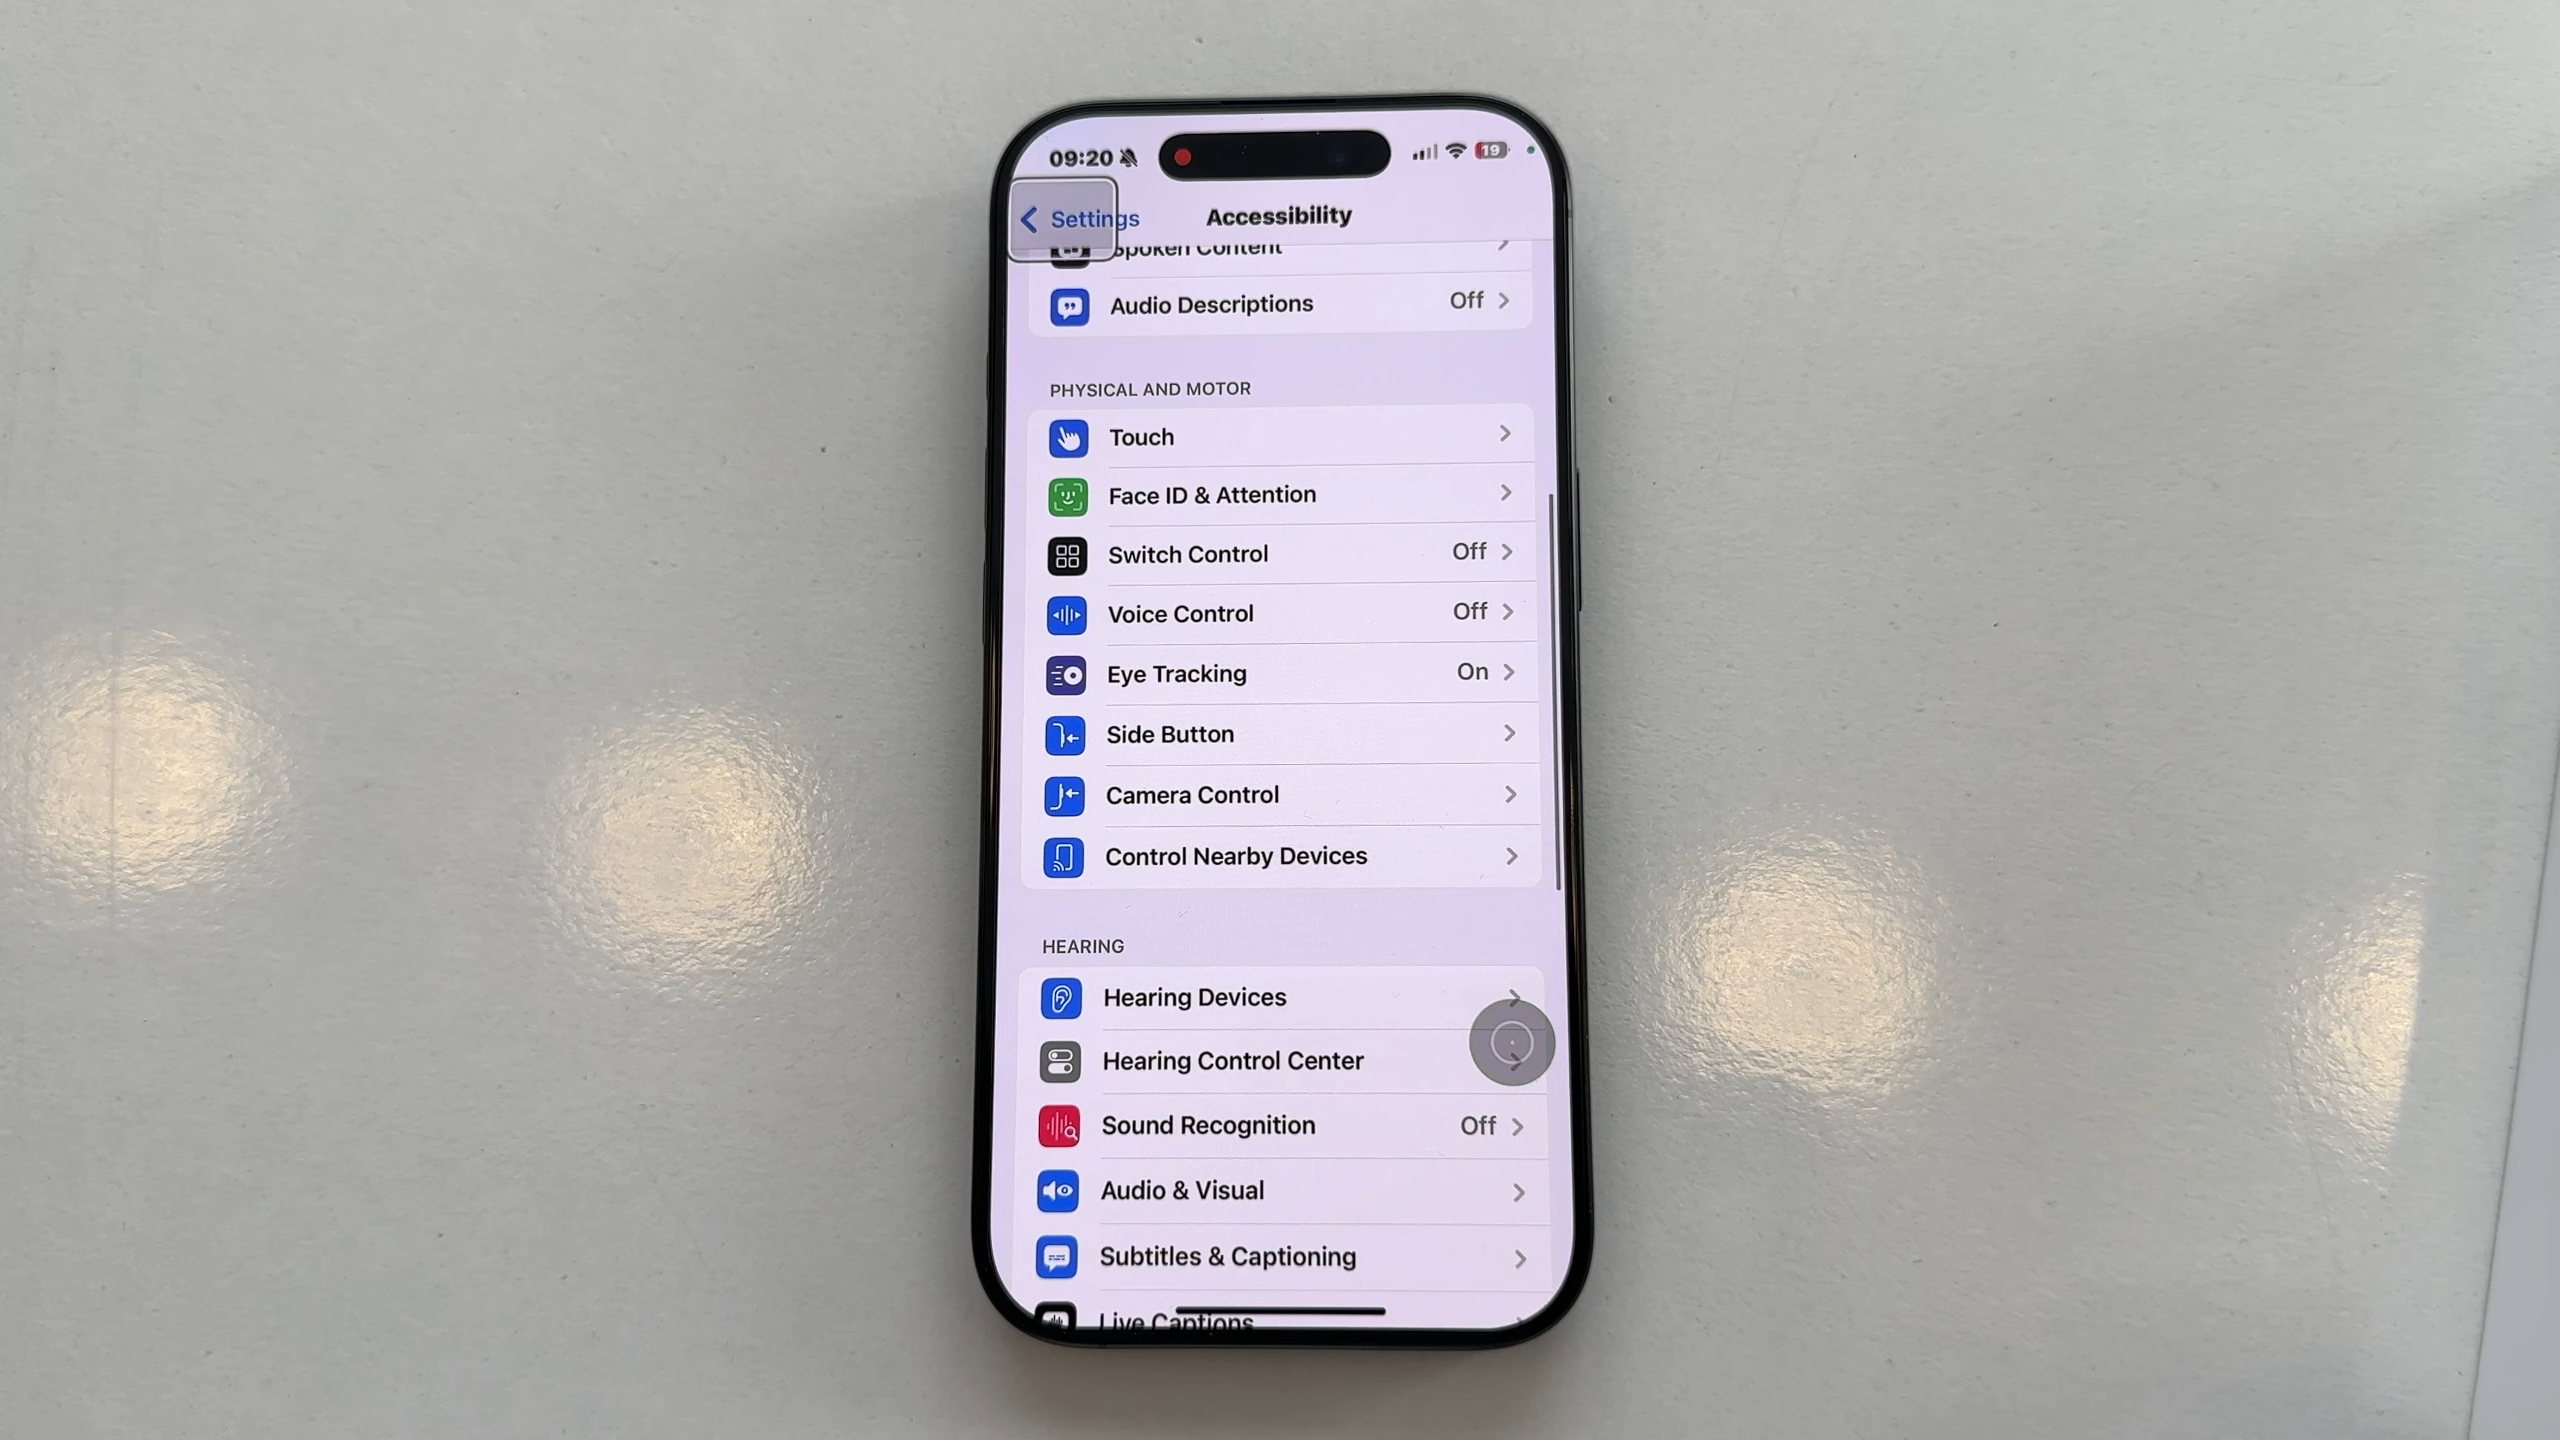 09:20
19
Settings
Accessibility
Spoken Content
Audio Descriptions Off
PHYSICAL AND MOTOR
Touch
Face ID & Attention
Switch Control Off
Voice Control Off
Eye Tracking On
Side Button
Camera Control
Control Nearby Devices
HEARING
Hearing Devices
Hearing Control Center
Sound Recognition Off
Audio & Visual
Subtitles & Captioning
Live Captions